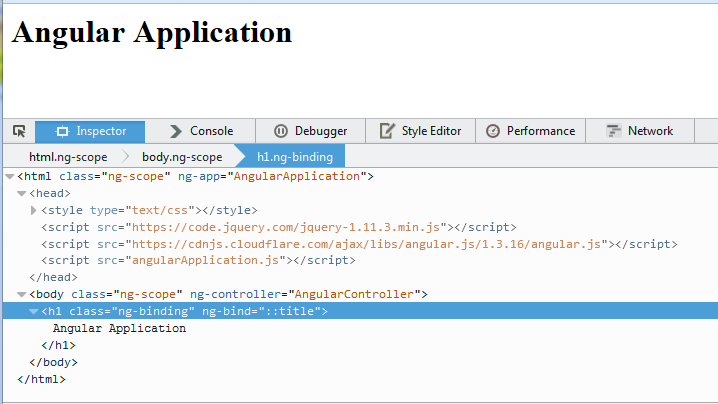 Angular Application
Inspector Console Debugger Style Editor Performance Network
html.ng-scope body.ng-scope h1.ng-binding
<html class="ng-scope" ng-app="AngularApplication">
<head>
<style type="text/css"></style>
<script src="https://code.jquery.com/jquery-1.11.3.min.js"></script>
<script src="https://cdnjs.cloudflare.com/ajax/libs/angular.js/1.3.16/angular.js"></script>
<script src="angularApplication.js"></script>
</head>
<body class="ng-scope" ng-controller="AngularController">
<h1 class="ng-binding" ng-bind="::title">
Angular Application
</h1>
</body>
</html>